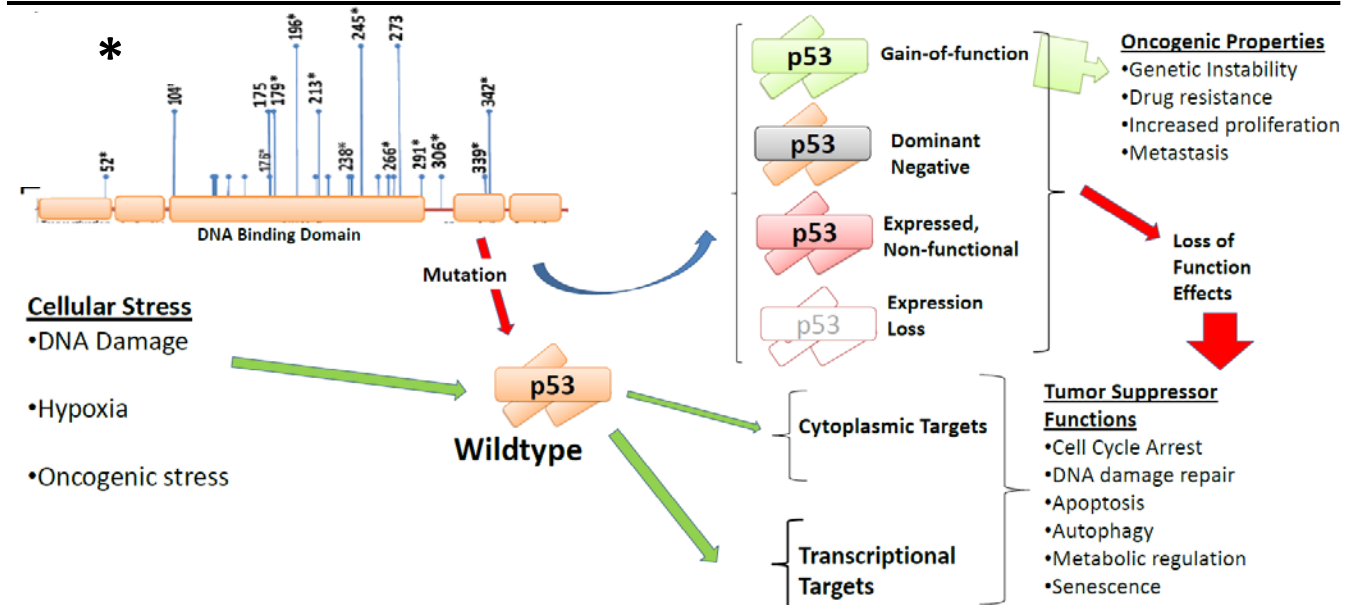 *
52*
104*
175
176*
179*
196*
213*
238*
245*
266*
273
291*
306*
339*
342*
DNA Binding Domain
Mutation
Cellular Stress
•DNA Damage
•Hypoxia
•Oncogenic stress
p53
Wildtype
p53
Gain-of-function
p53
Dominant
Negative
p53
Expressed,
Non-functional
p53
Expression
Loss
Cytoplasmic Targets
Transcriptional
Targets
Oncogenic Properties
•Genetic Instability
•Drug resistance
•Increased proliferation
•Metastasis
Loss of
Function
Effects
Tumor Suppressor
Functions
•Cell Cycle Arrest
•DNA damage repair
•Apoptosis
•Autophagy
•Metabolic regulation
•Senescence